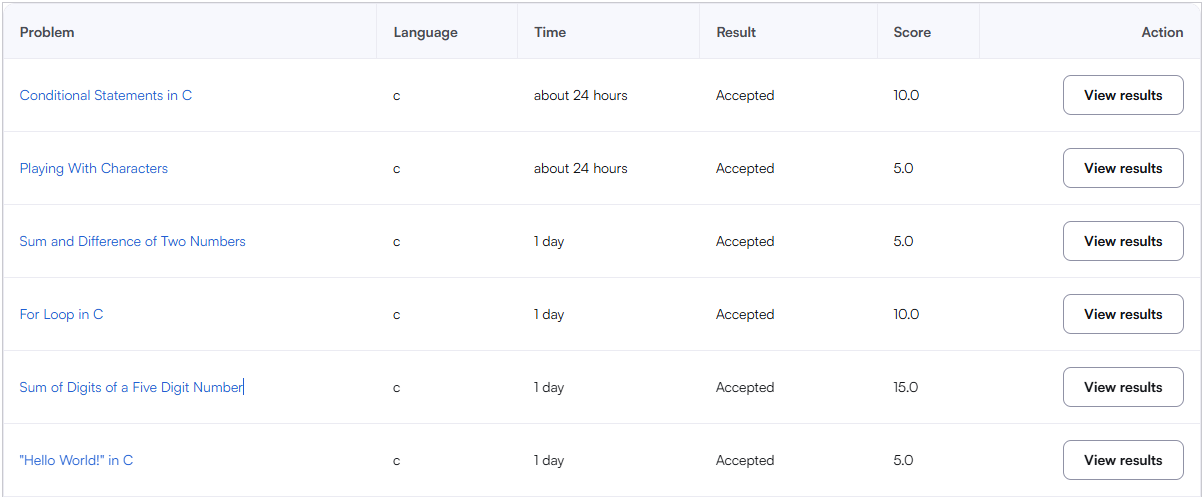 Problem Language Time Result Score Action
Conditional Statements in C c about 24 hours Accepted 10.0 View results
Playing With Characters c about 24 hours Accepted 5.0 View results
Sum and Difference of Two Numbers c 1 day Accepted 5.0 View results
For Loop in C c 1 day Accepted 10.0 View results
Sum of Digits of a Five Digit Number c 1 day Accepted 15.0 View results
"Hello World!" in C c 1 day Accepted 5.0 View results